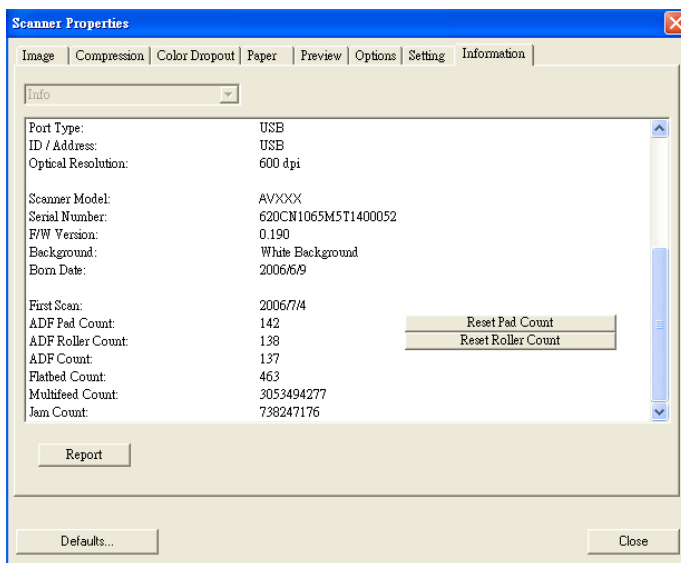 Scanner Properties
Image Compression Color Dropout Paper Preview Options Setting Information
Info
Port Type: USB
ID / Address: USB
Optical Resolution: 600 dpi
Scanner Model: AVXXX
Serial Number: 620CN1065M5T1400052
F/W Version: 0.190
Background: White Background
Born Date: 2006/6/9
First Scan: 2006/7/4
ADF Pad Count: 142 Reset Pad Count
ADF Roller Count: 138 Reset Roller Count
ADF Count: 137
Flatbed Count: 463
Multifeed Count: 3053494277
Jam Count: 738247176
Report
Defaults... Close